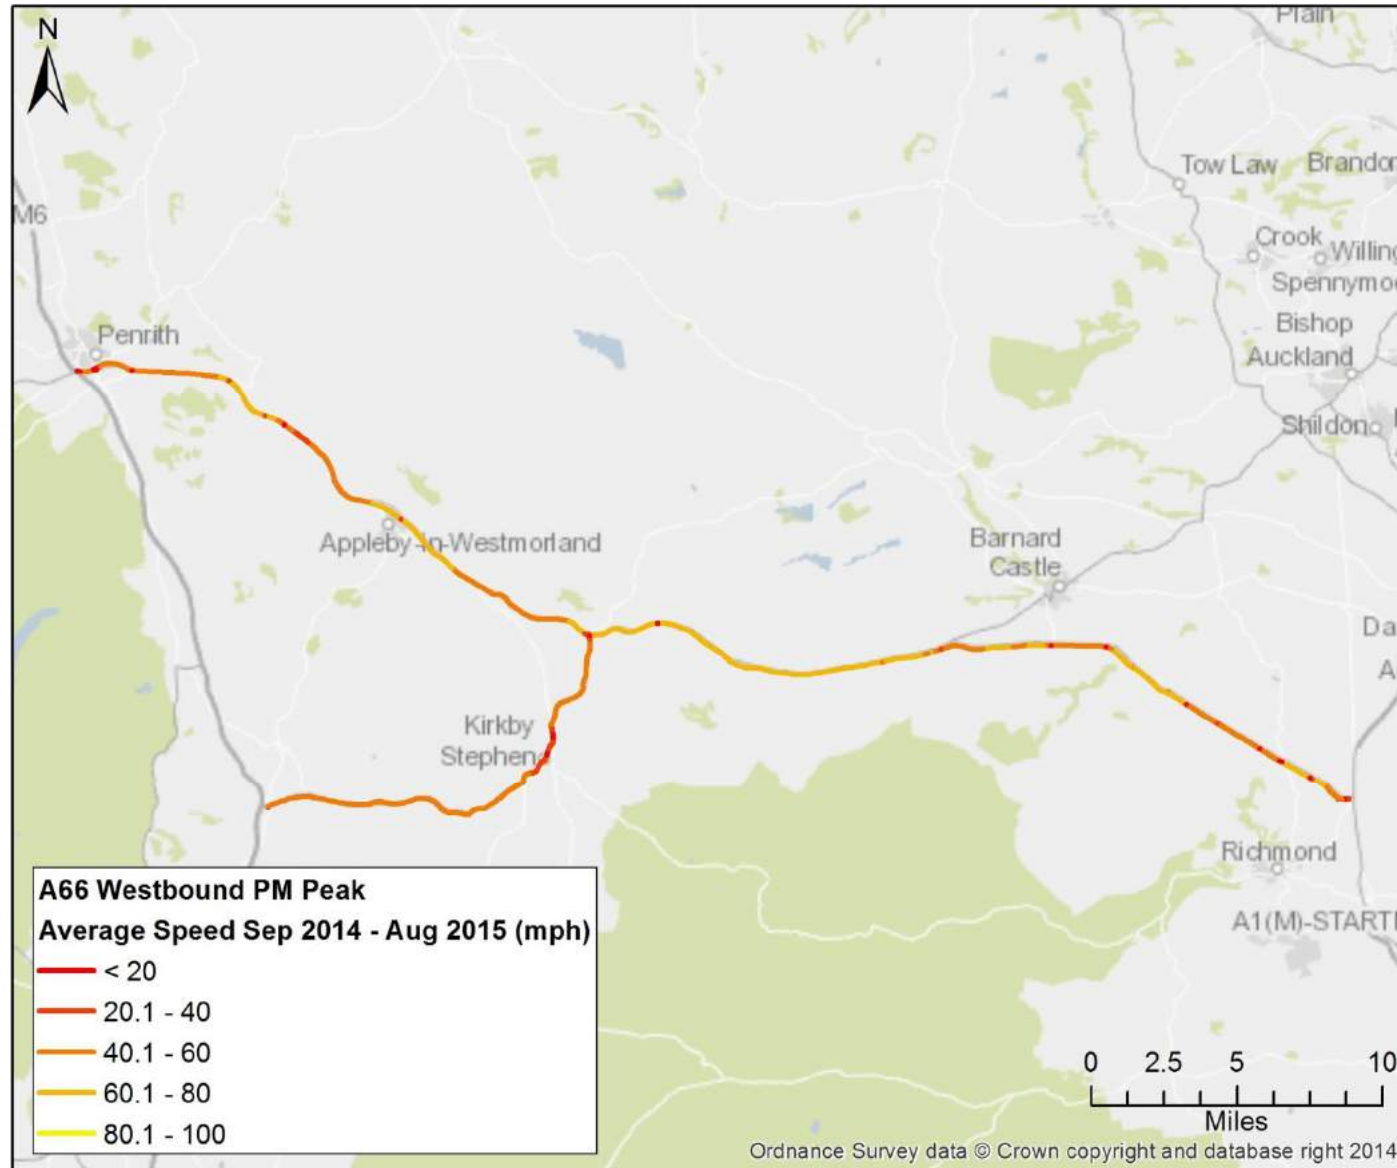 N
Plain
M6
Tow Law
Brandon
Crook
Willing
Spennymoo
Bishop
Auckland
Penrith
Shildon
Appleby-in-Westmorland
Barnard
Castle
Da
A
Kirkby
Stephen
Richmond
A1(M)-START
A66 Westbound PM Peak
Average Speed Sep 2014 - Aug 2015 (mph)
< 20
20.1 - 40
40.1 - 60
60.1 - 80
80.1 - 100
0 2.5 5 10
Miles
Ordnance Survey data © Crown copyright and database right 2014